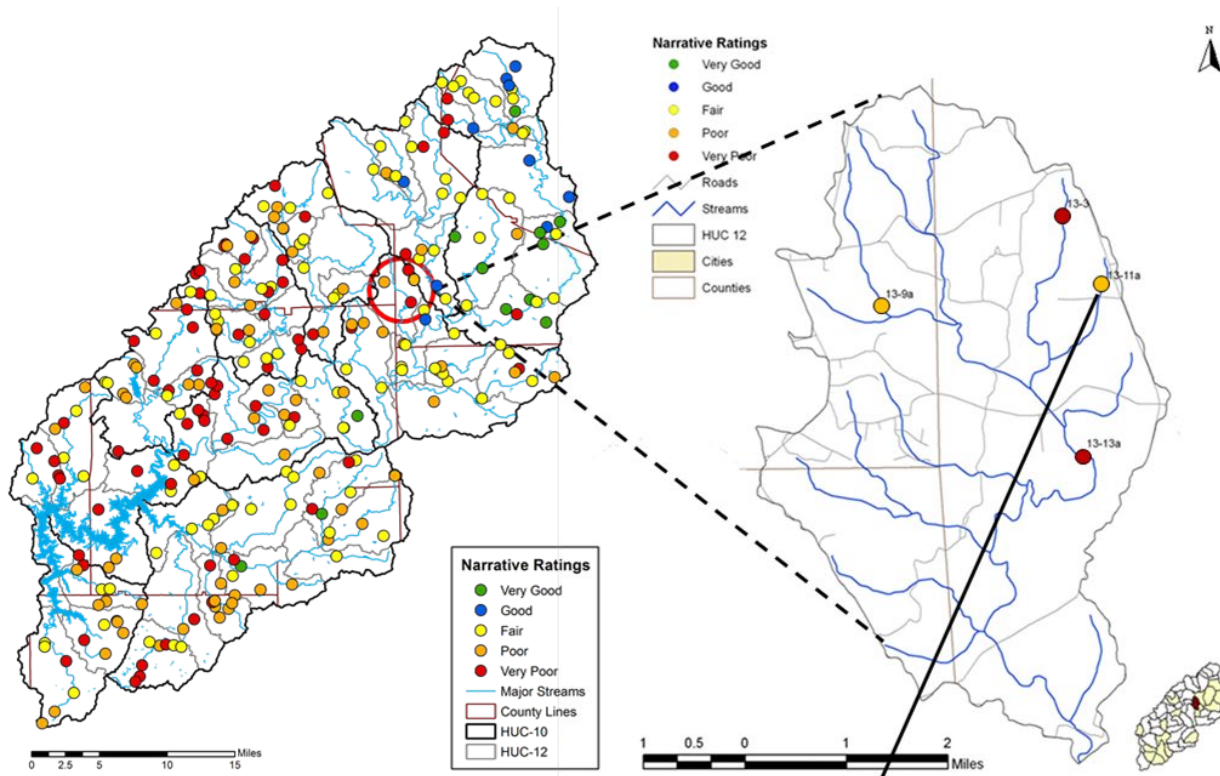 Narrative Ratings
Very Good
Good
Fair
Poor
Very Poor
Roads
Streams
HUC 12
Cities
Counties
N
13-3
13-11a
13-9a
13-13a
Narrative Ratings
Very Good
Good
Fair
Poor
Very Poor
Major Streams
County Lines
HUC-10
HUC-12
Miles
0 2.5 5 10 15
1 0.5 0 1 2
Miles